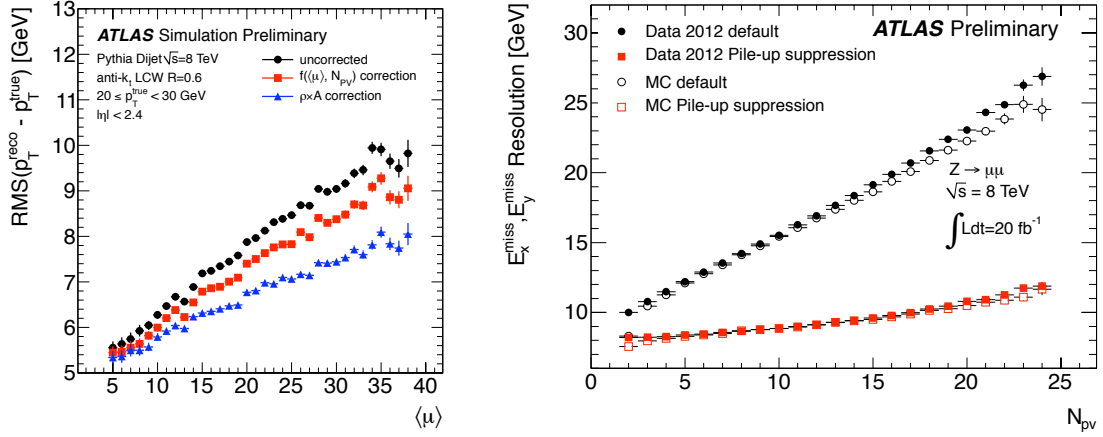 RMS(p_T^reco - p_T^true) [GeV]
13
12
11
10
9
8
7
6
5
ATLAS Simulation Preliminary
Pythia Dijet √s=8 TeV
anti-k_t LCW R=0.6
20 ≤ p_T^true < 30 GeV
|η| < 2.4
uncorrected
f(⟨μ⟩, N_PV) correction
ρ×A correction
0 5 10 15 20 25 30 35 40
⟨μ⟩
E_x^miss, E_y^miss Resolution [GeV]
30
25
20
15
10
Data 2012 default
Data 2012 Pile-up suppression
MC default
MC Pile-up suppression
ATLAS Preliminary
Z → μμ
√s = 8 TeV
∫Ldt=20 fb⁻¹
0 5 10 15 20 25
N_pv